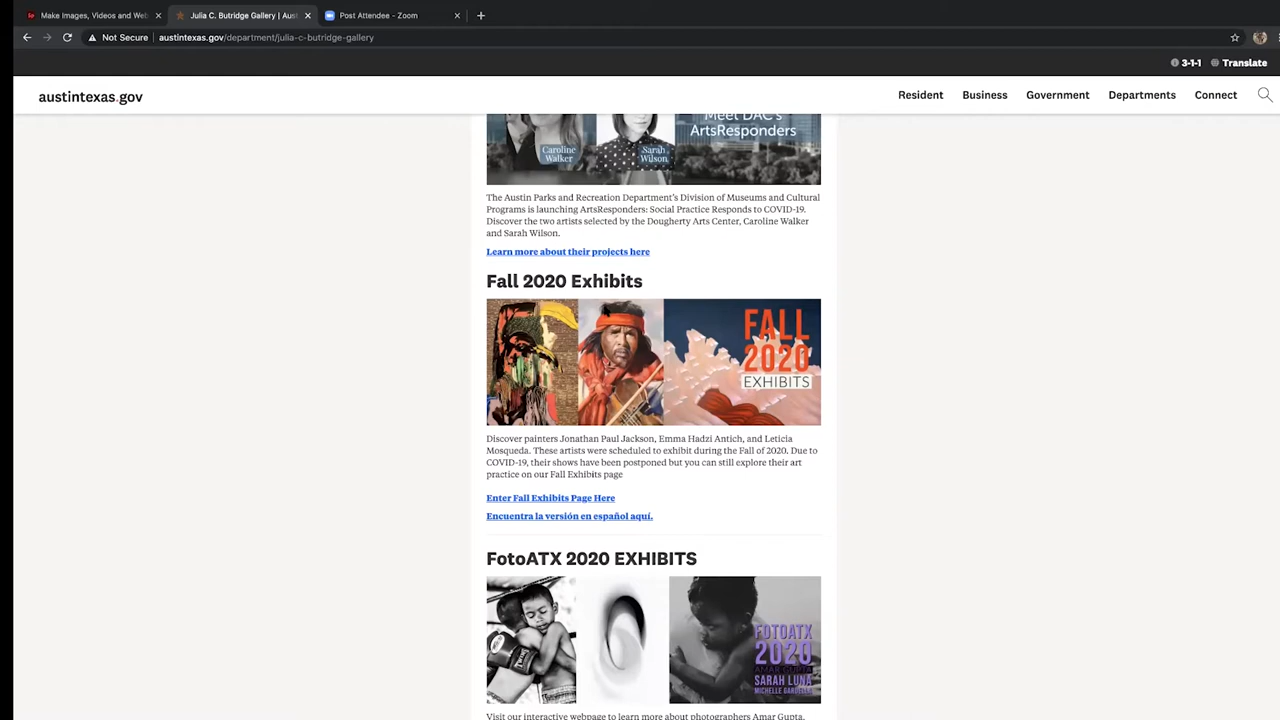 Make Images, Videos and Web
Julia C. Butridge Gallery | Aust
Post Attendee - Zoom
Not Secure
austintexas.gov/department/julia-c-butridge-gallery
3-1-1
Translate
austintexas.gov
Resident
Business
Government
Departments
Connect
Meet DAC's
ArtsResponders
Caroline
Walker
Sarah
Wilson
The Austin Parks and Recreation Department's Division of Museums and Cultural
Programs is launching ArtsResponders: Social Practice Responds to COVID-19.
Discover the two artists selected by the Dougherty Arts Center, Caroline Walker
and Sarah Wilson.
Learn more about their projects here
Fall 2020 Exhibits
FALL
2020
EXHIBITS
Discover painters Jonathan Paul Jackson, Emma Hadzi Antich, and Leticia
Mosqueda. These artists were scheduled to exhibit during the Fall of 2020. Due to
COVID-19, their shows have been postponed but you can still explore their art
practice on our Fall Exhibits page
Enter Fall Exhibits Page Here
Encuentra la versión en español aquí.
FotoATX 2020 EXHIBITS
FOTOATX
2020
AMAR GUPTA
SARAH LUNA
MICHELLE GARDELLA
Visit our interactive webpage to learn more about photographers Amar Gupta,